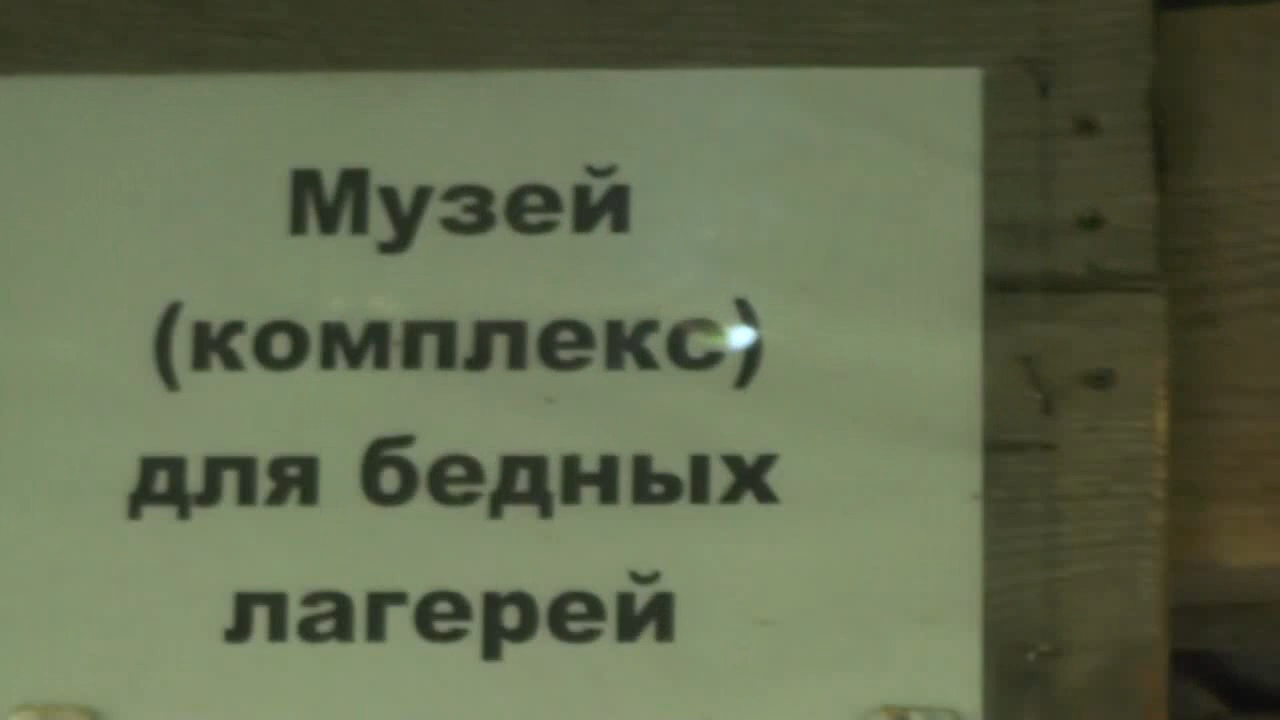 Музей
(комплекс)
для бедных
лагерей